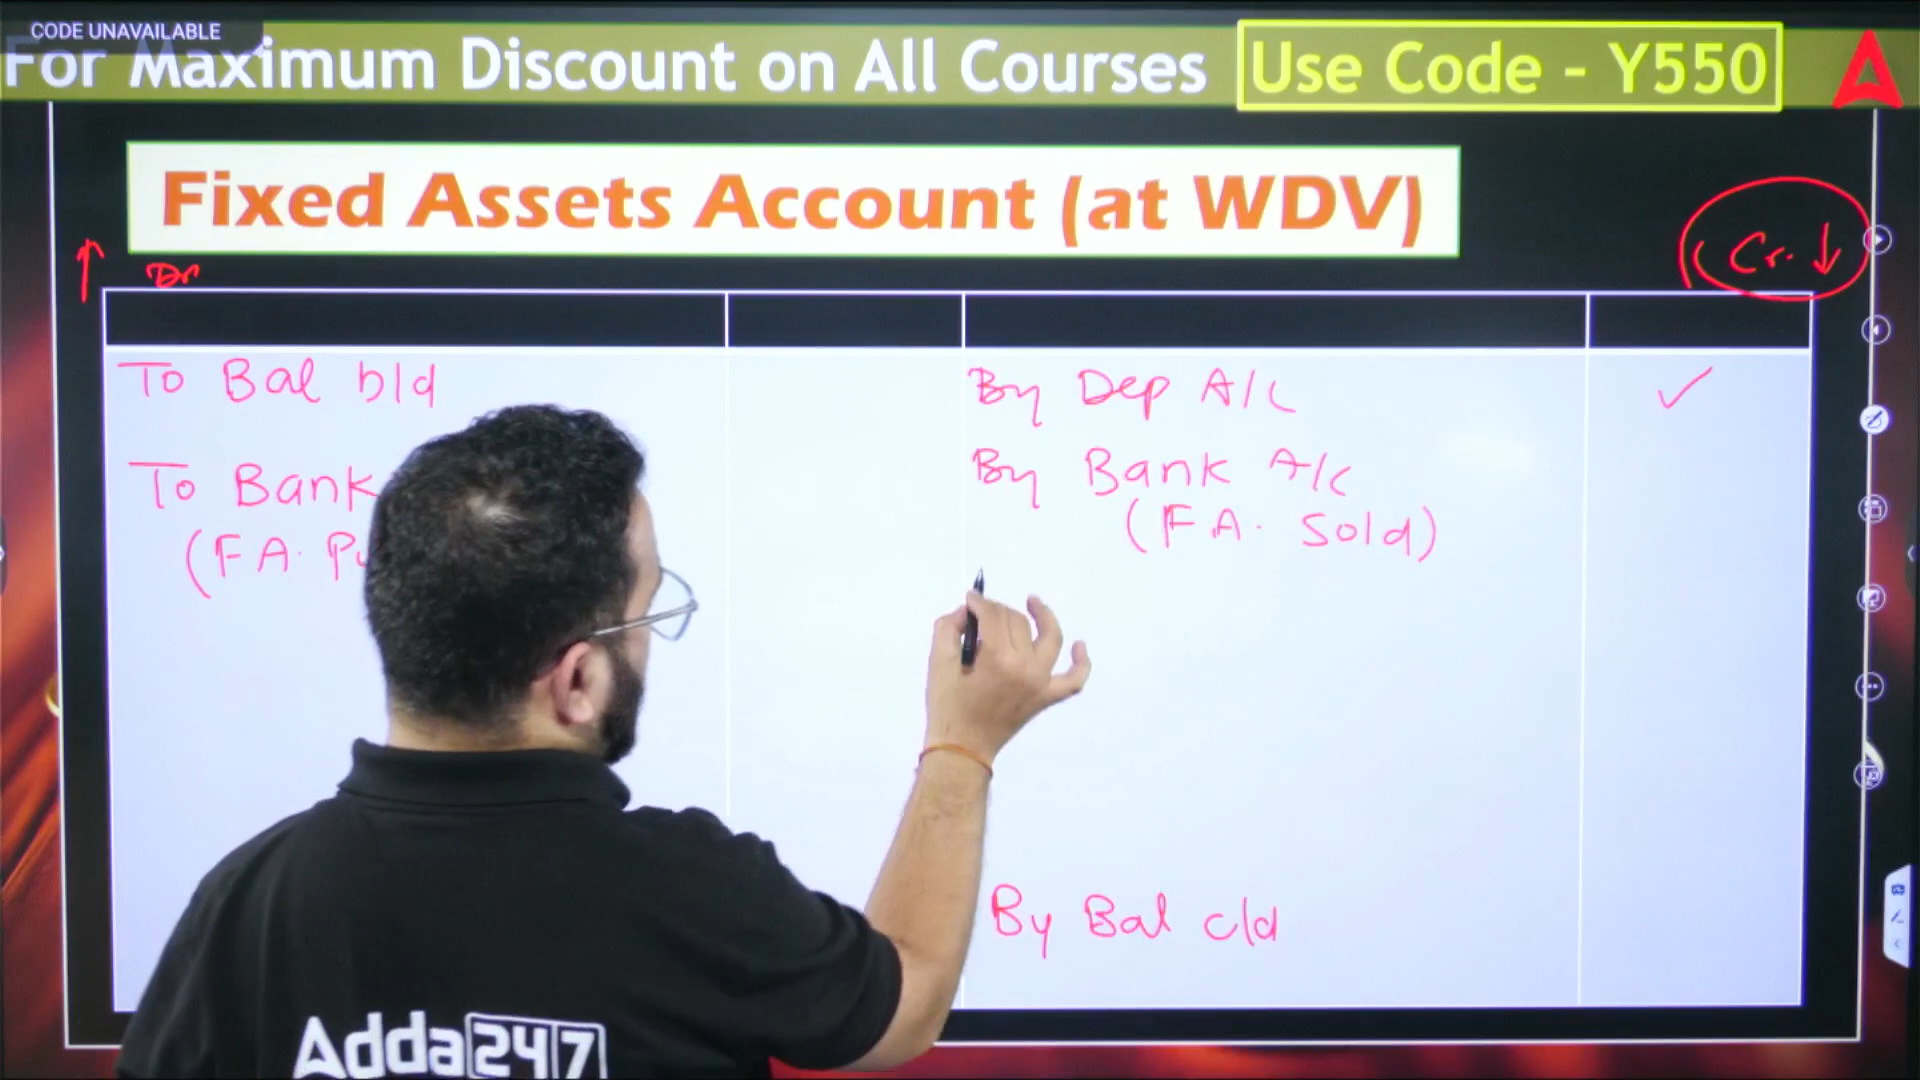 CODE UNAVAILABLE
For Maximum Discount on All Courses Use Code - Y550
Fixed Assets Account (at WDV)
Dr
Cr. ↓
To Bal b/d
To Bank
(F A.
By Dep A/c
By Bank A/c
(F.A. Sold)
By Bal c/d
Adda247